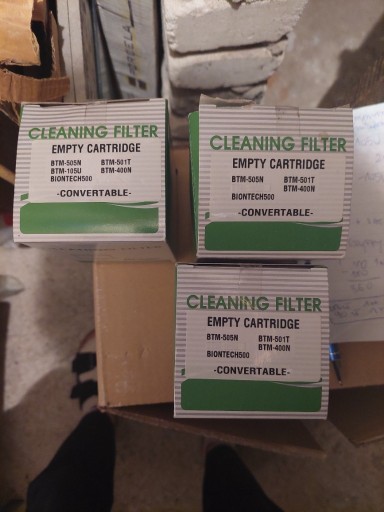 CLEANING FILTER
EMPTY CARTRIDGE
BTM-505N BTM-501T
BTM-105U BTM-400N
BIONTECH500
-CONVERTABLE-
CLEANING FILTER
EMPTY CARTRIDGE
BTM-505N BTM-501T
BTM-400N
BIONTECH500
-CONVERTABLE-
CLEANING FILTER
EMPTY CARTRIDGE
BTM-505N BTM-501T
BTM-400N
BIONTECH500
-CONVERTABLE-